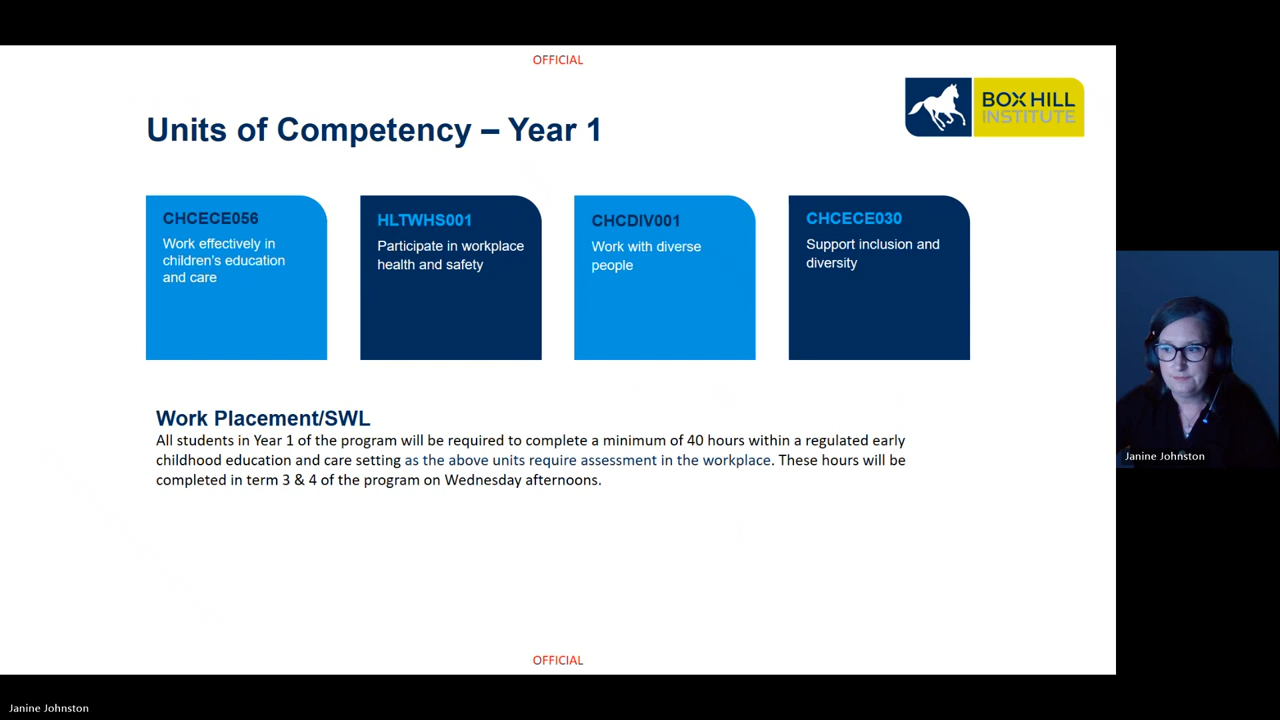 OFFICIAL
BOX HILL
INSTITUTE
Units of Competency – Year 1
CHCECE056
Work effectively in
children's education
and care
HLTWHS001
Participate in workplace
health and safety
CHCDIV001
Work with diverse
people
CHCECE030
Support inclusion and
diversity
Work Placement/SWL
All students in Year 1 of the program will be required to complete a minimum of 40 hours within a regulated early
childhood education and care setting as the above units require assessment in the workplace. These hours will be
completed in term 3 & 4 of the program on Wednesday afternoons.
Janine Johnston
OFFICIAL
Janine Johnston